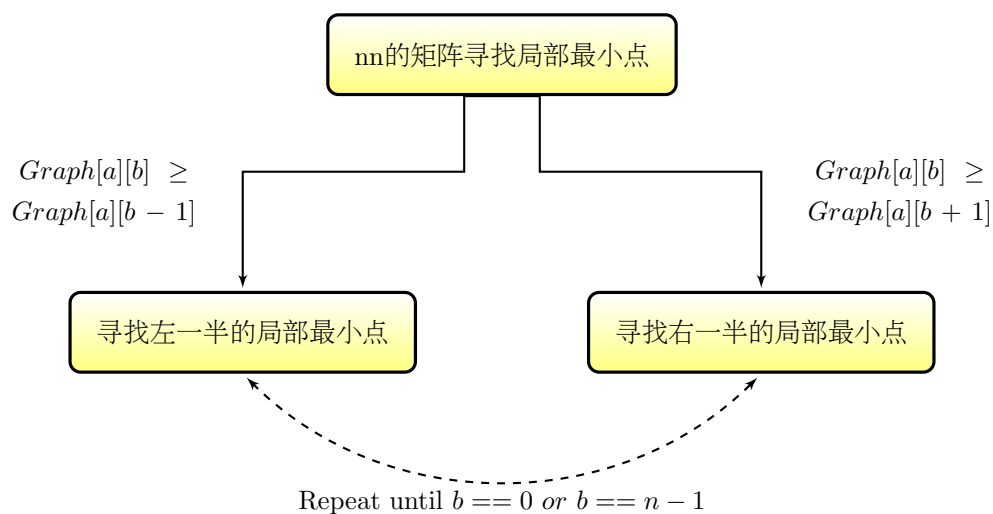 nn的矩阵寻找局部最小点
Graph[a][b] ≥
Graph[a][b − 1]
Graph[a][b] ≥
Graph[a][b + 1]
寻找左一半的局部最小点
寻找右一半的局部最小点
Repeat until b == 0 or b == n − 1